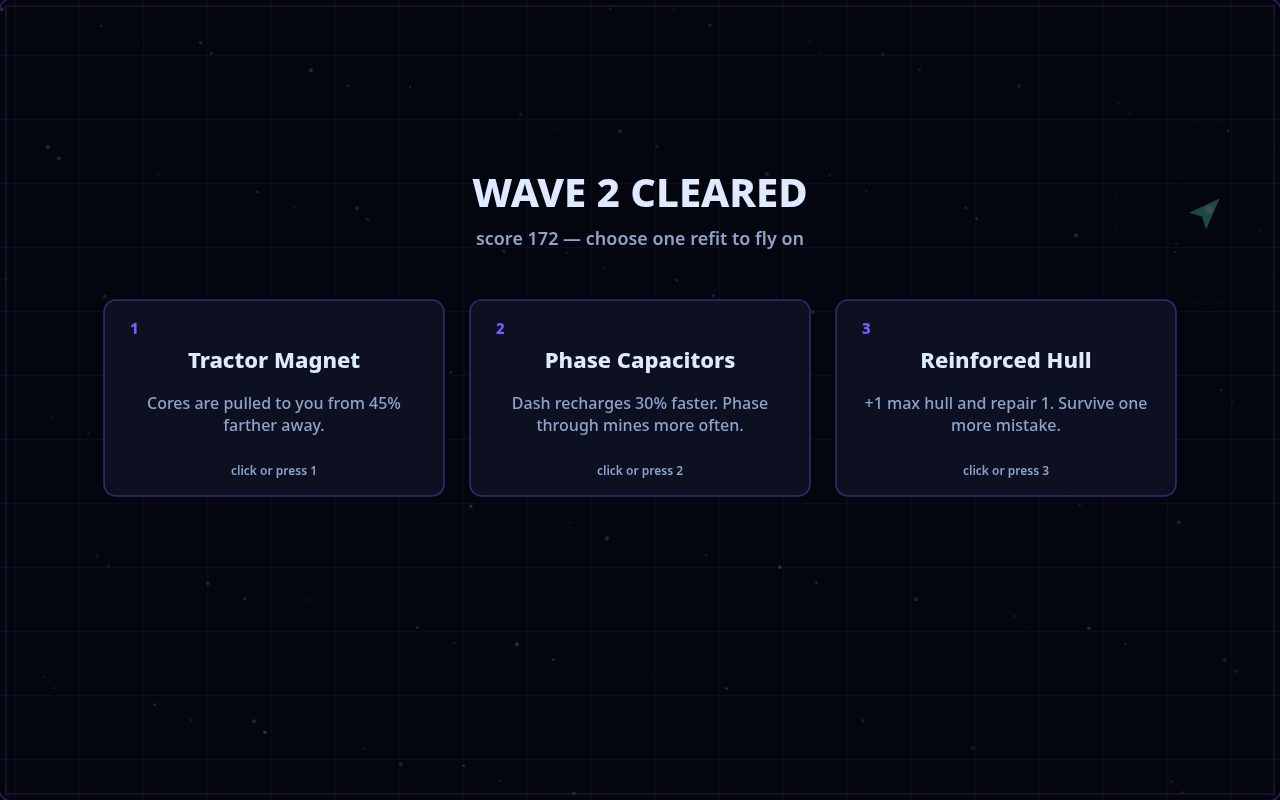 WAVE 2 CLEARED
score 172 — choose one refit to fly on
1
Tractor Magnet
Cores are pulled to you from 45%
farther away.
click or press 1
2
Phase Capacitors
Dash recharges 30% faster. Phase
through mines more often.
click or press 2
3
Reinforced Hull
+1 max hull and repair 1. Survive one
more mistake.
click or press 3